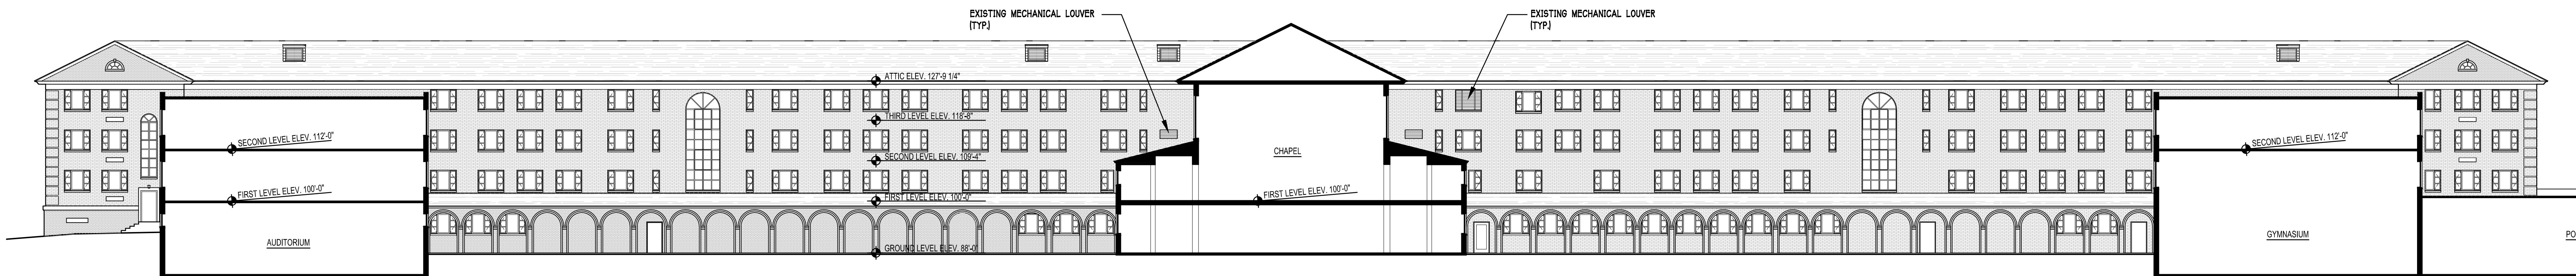 EXISTING MECHANICAL LOUVER
(TYP.)
EXISTING MECHANICAL LOUVER
(TYP.)
ATTIC ELEV. 127'-9 1/4"
THIRD LEVEL ELEV. 118'-8"
SECOND LEVEL ELEV. 112'-0"
SECOND LEVEL ELEV. 109'-4"
CHAPEL
SECOND LEVEL ELEV. 112'-0"
FIRST LEVEL ELEV. 100'-0"
FIRST LEVEL ELEV. 100'-0"
FIRST LEVEL ELEV. 100'-0"
AUDITORIUM
GROUND LEVEL ELEV. 88'-0"
GYMNASIUM
PO